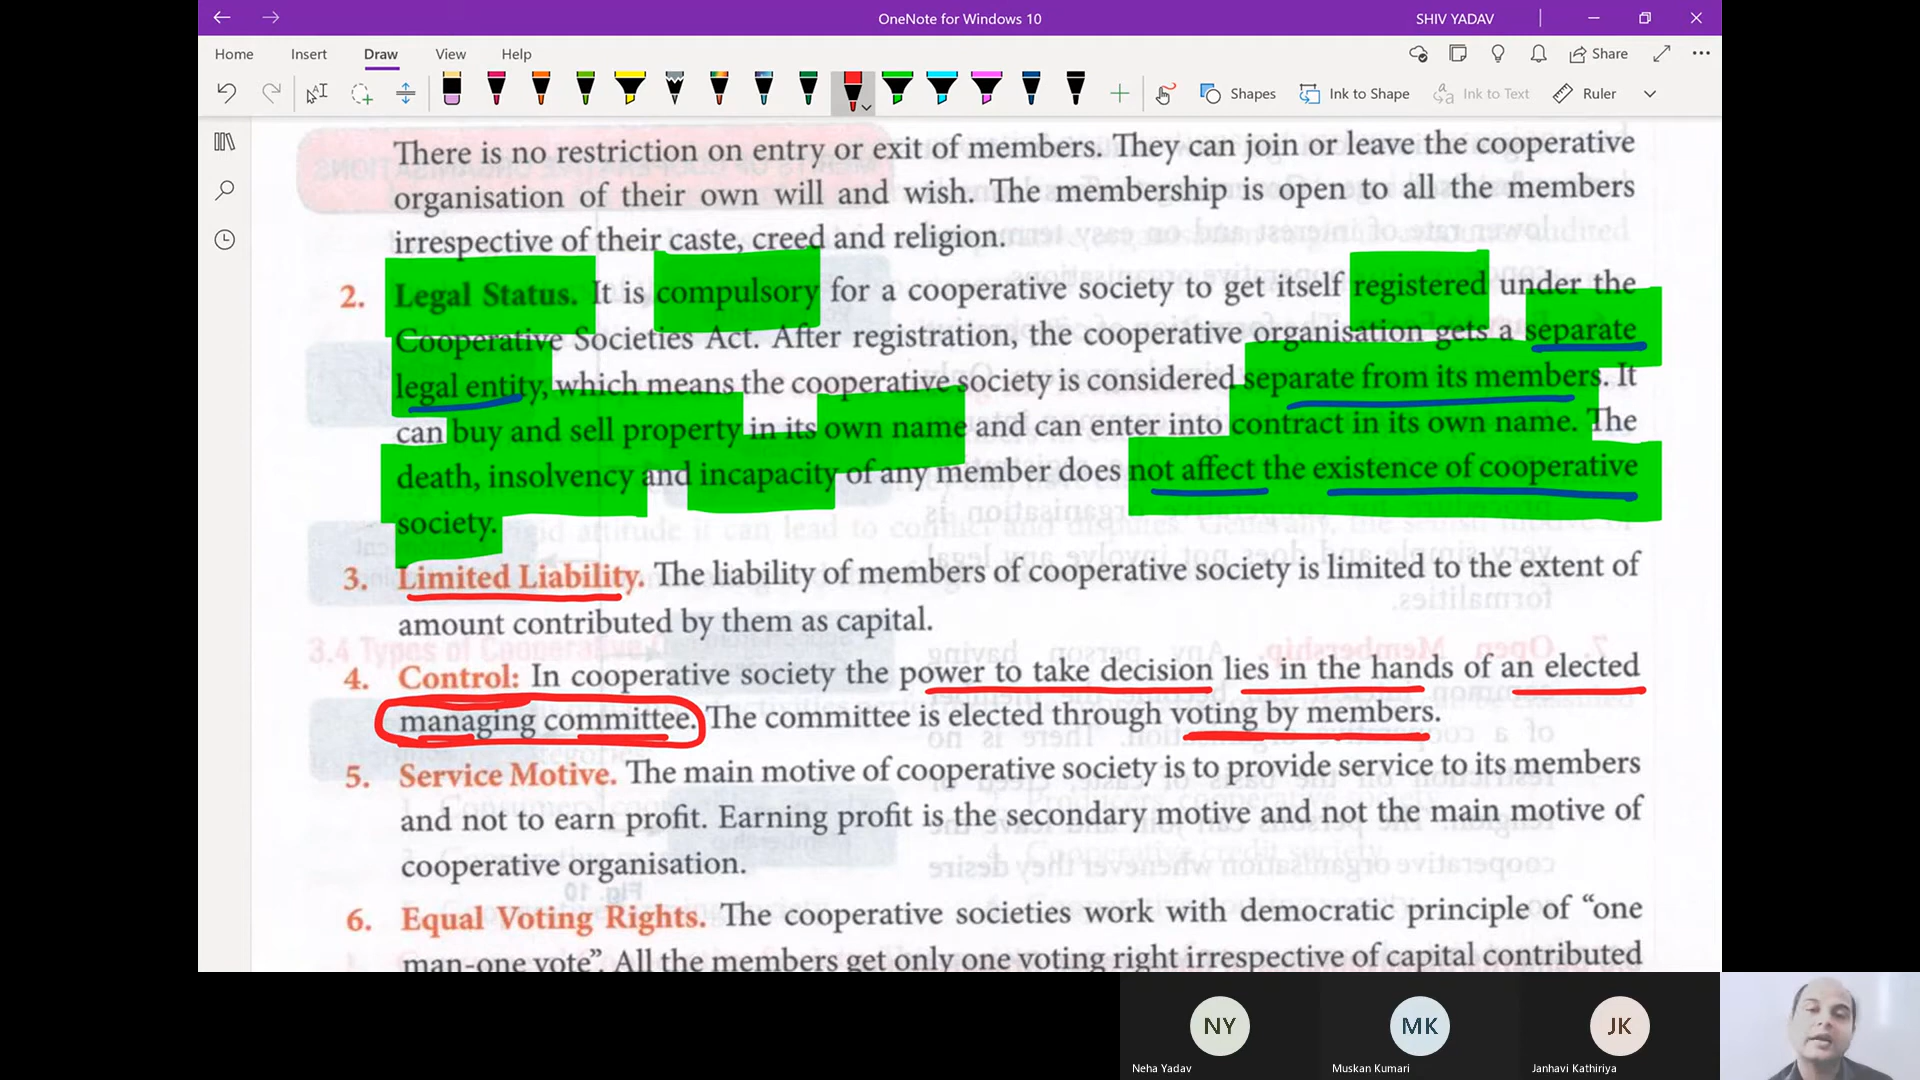 OneNote for Windows 10
SHIV YADAV
Home Insert Draw View Help
Share
Shapes Ink to Shape Ink to Text Ruler
There is no restriction on entry or exit of members. They can join or leave the cooperative
organisation of their own will and wish. The membership is open to all the members
irrespective of their caste, creed and religion.
2. Legal Status. It is compulsory for a cooperative society to get itself registered under the
Cooperative Societies Act. After registration, the cooperative organisation gets a separate
legal entity, which means the cooperative society is considered separate from its members. It
can buy and sell property in its own name and can enter into contract in its own name. The
death, insolvency and incapacity of any member does not affect the existence of cooperative
society.
3. Limited Liability. The liability of members of cooperative society is limited to the extent of
amount contributed by them as capital.
3.4 Types of Cooperative
4. Control: In cooperative society the power to take decision lies in the hands of an elected
managing committee. The committee is elected through voting by members.
5. Service Motive. The main motive of cooperative society is to provide service to its members
and not to earn profit. Earning profit is the secondary motive and not the main motive of
cooperative organisation.
6. Equal Voting Rights. The cooperative societies work with democratic principle of “one
man-one vote”. All the members get only one voting right irrespective of capital contributed
NY
MK
JK
Neha Yadav
Muskan Kumari
Janhavi Kathiriya